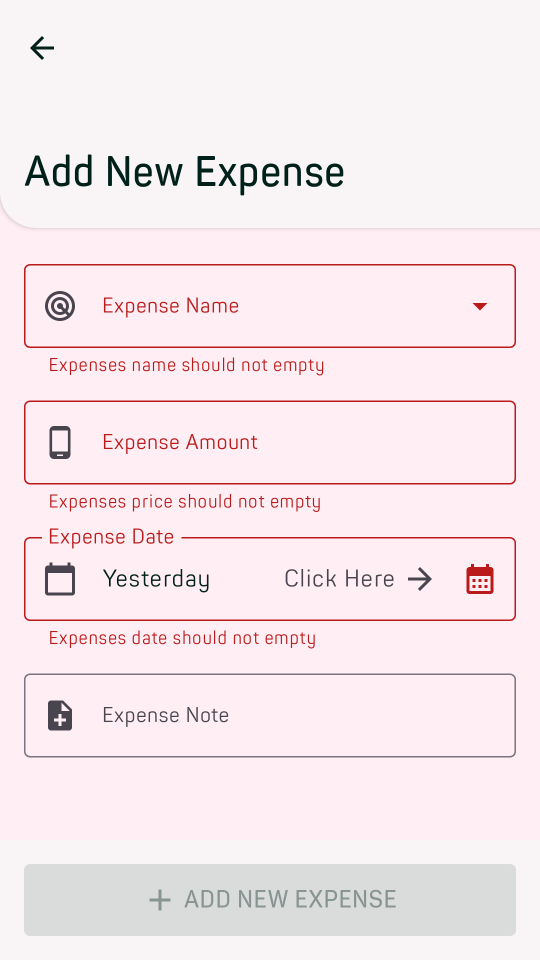 Add New Expense
Expense Name
Expenses name should not empty
Expense Amount
Expenses price should not empty
Expense Date
Yesterday Click Here
Expenses date should not empty
Expense Note
ADD NEW EXPENSE